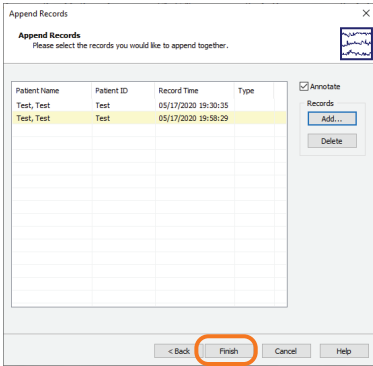 Append Records
Append Records
Please select the records you would like to append together.
Patient Name Patient ID Record Time Type
Test, Test Test 05/17/2020 19:30:35
Test, Test Test 05/17/2020 19:58:29
Annotate
Records
Add...
Delete
< Back Finish Cancel Help